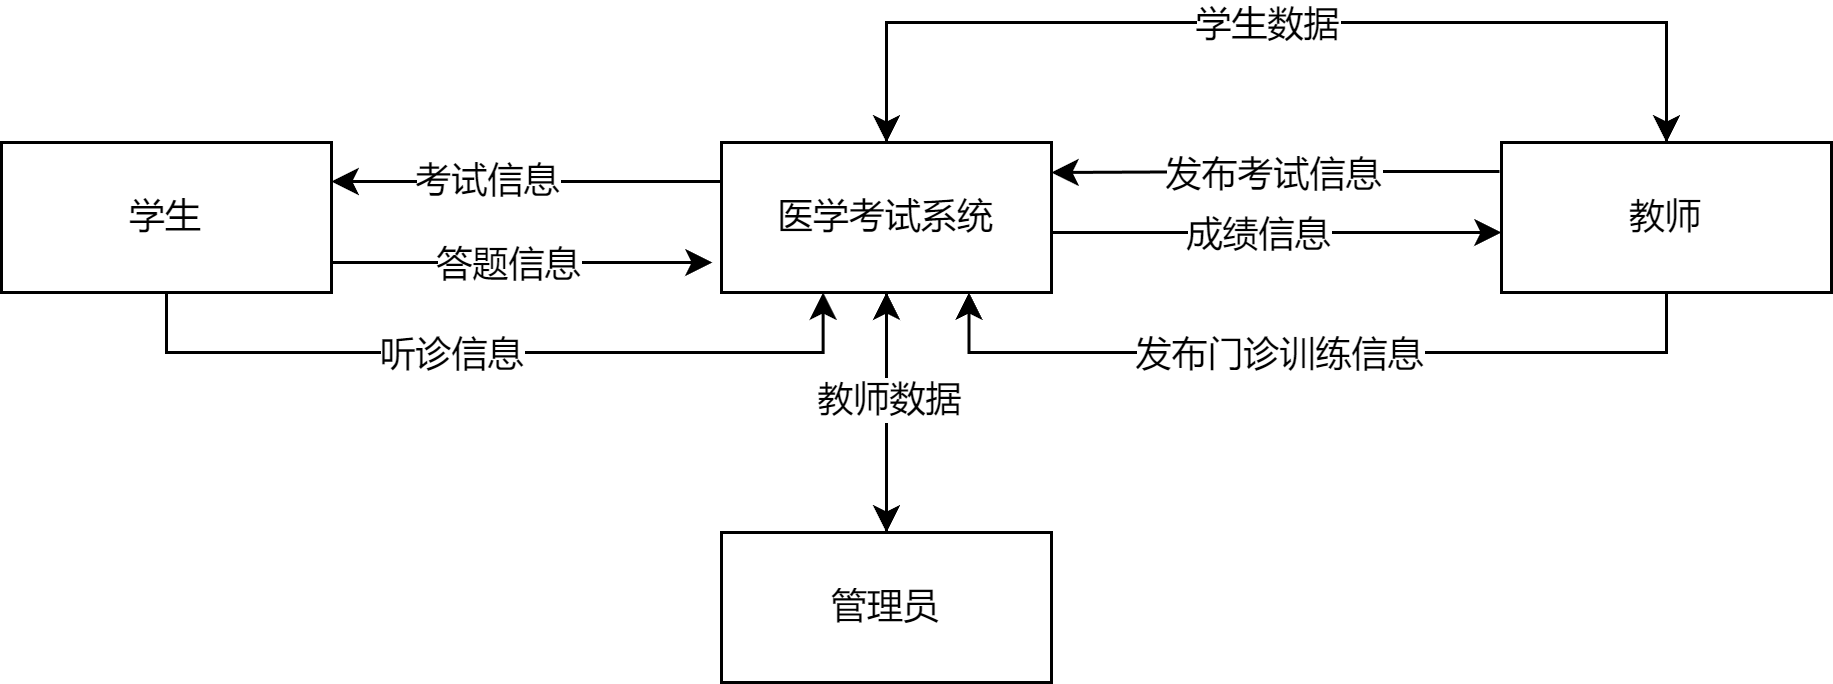 学生数据
考试信息
发布考试信息
学生
医学考试系统
教师
成绩信息
答题信息
听诊信息
发布门诊训练信息
教师数据
管理员